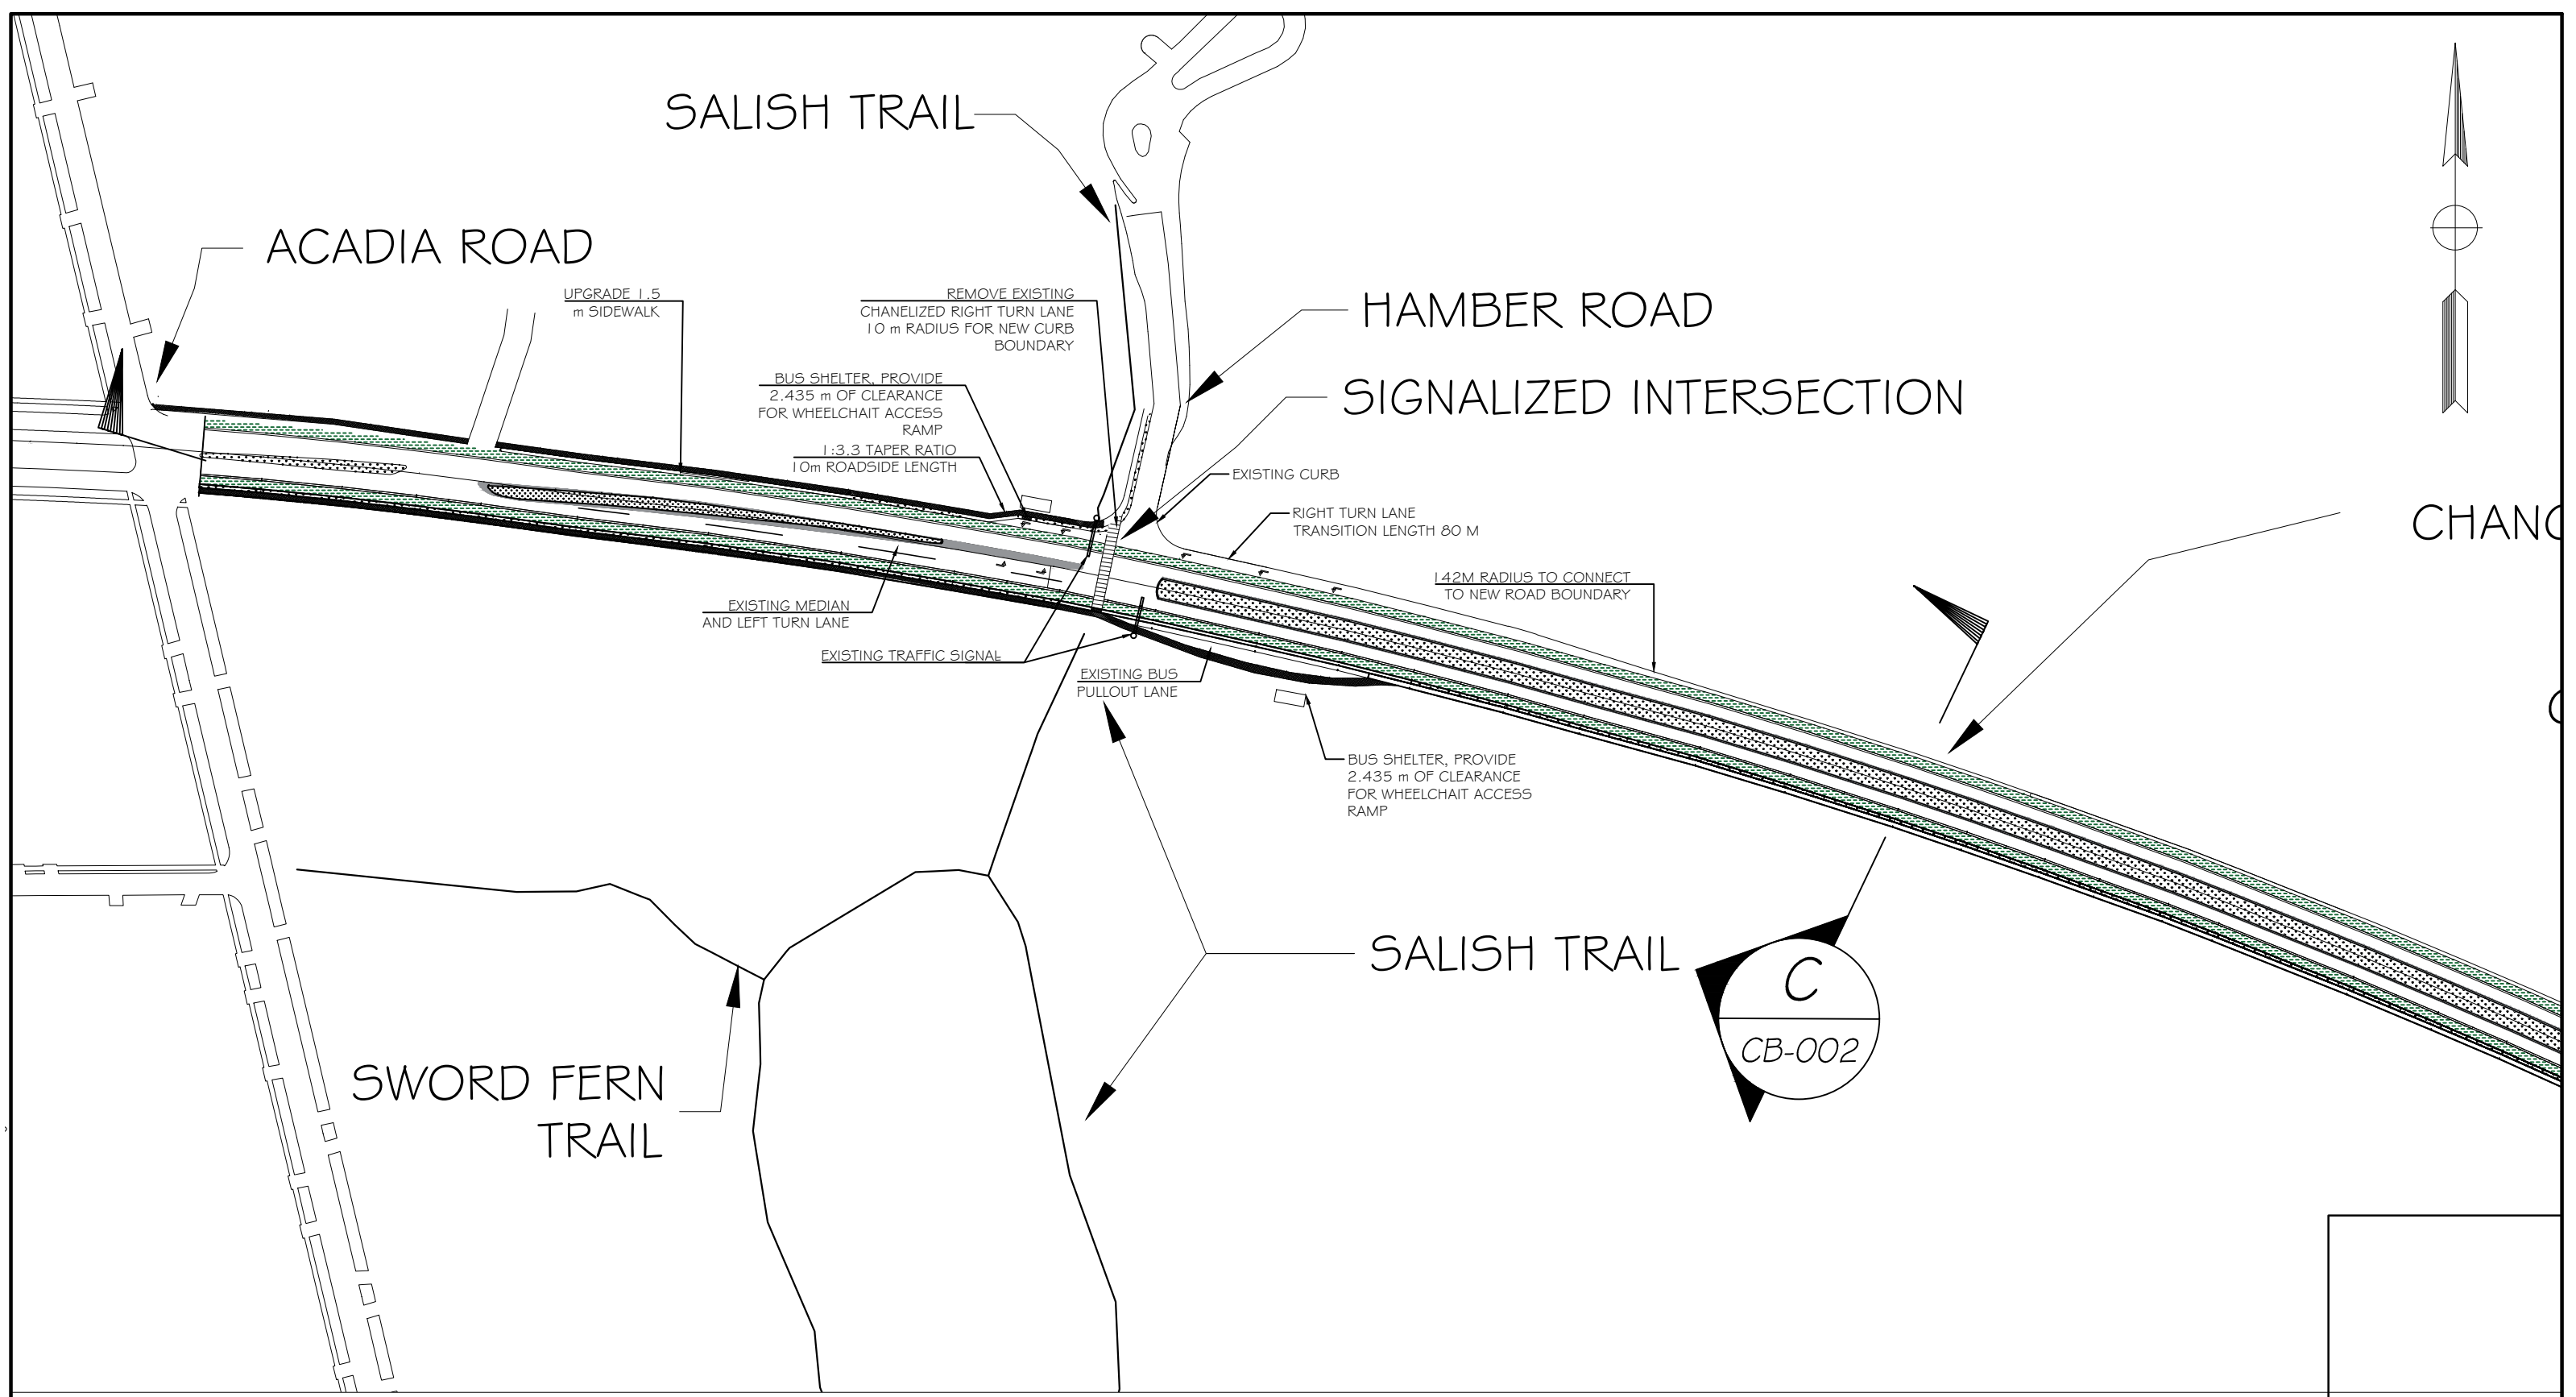 SALISH TRAIL
ACADIA ROAD
UPGRADE 1.5
m SIDEWALK
REMOVE EXISTING
CHANELIZED RIGHT TURN LANE
10 m RADIUS FOR NEW CURB
BOUNDARY
HAMBER ROAD
BUS SHELTER, PROVIDE
2.435 m OF CLEARANCE
FOR WHEELCHAIT ACCESS
RAMP
SIGNALIZED INTERSECTION
1:3.3 TAPER RATIO
10m ROADSIDE LENGTH
EXISTING CURB
RIGHT TURN LANE
TRANSITION LENGTH 80 M
CHANC
142M RADIUS TO CONNECT
TO NEW ROAD BOUNDARY
EXISTING MEDIAN
AND LEFT TURN LANE
EXISTING TRAFFIC SIGNAL
EXISTING BUS
PULLOUT LANE
BUS SHELTER, PROVIDE
2.435 m OF CLEARANCE
FOR WHEELCHAIT ACCESS
RAMP
SALISH TRAIL
C
CB-002
SWORD FERN
TRAIL